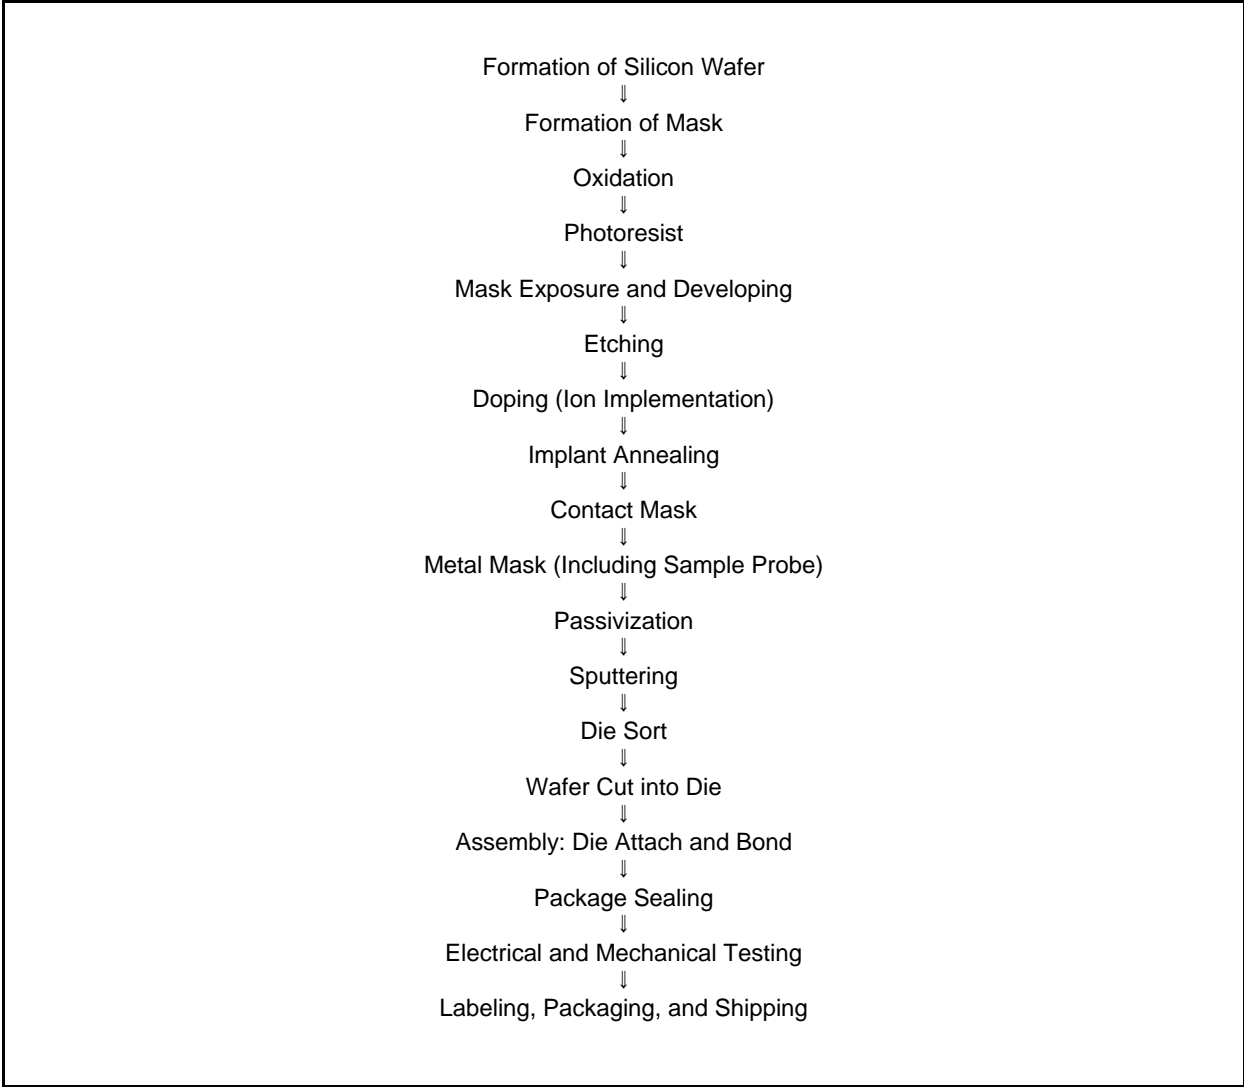 Formation of Silicon Wafer
⇓
Formation of Mask
⇓
Oxidation
⇓
Photoresist
⇓
Mask Exposure and Developing
⇓
Etching
⇓
Doping (Ion Implementation)
⇓
Implant Annealing
⇓
Contact Mask
⇓
Metal Mask (Including Sample Probe)
⇓
Passivization
⇓
Sputtering
⇓
Die Sort
⇓
Wafer Cut into Die
⇓
Assembly: Die Attach and Bond
⇓
Package Sealing
⇓
Electrical and Mechanical Testing
⇓
Labeling, Packaging, and Shipping